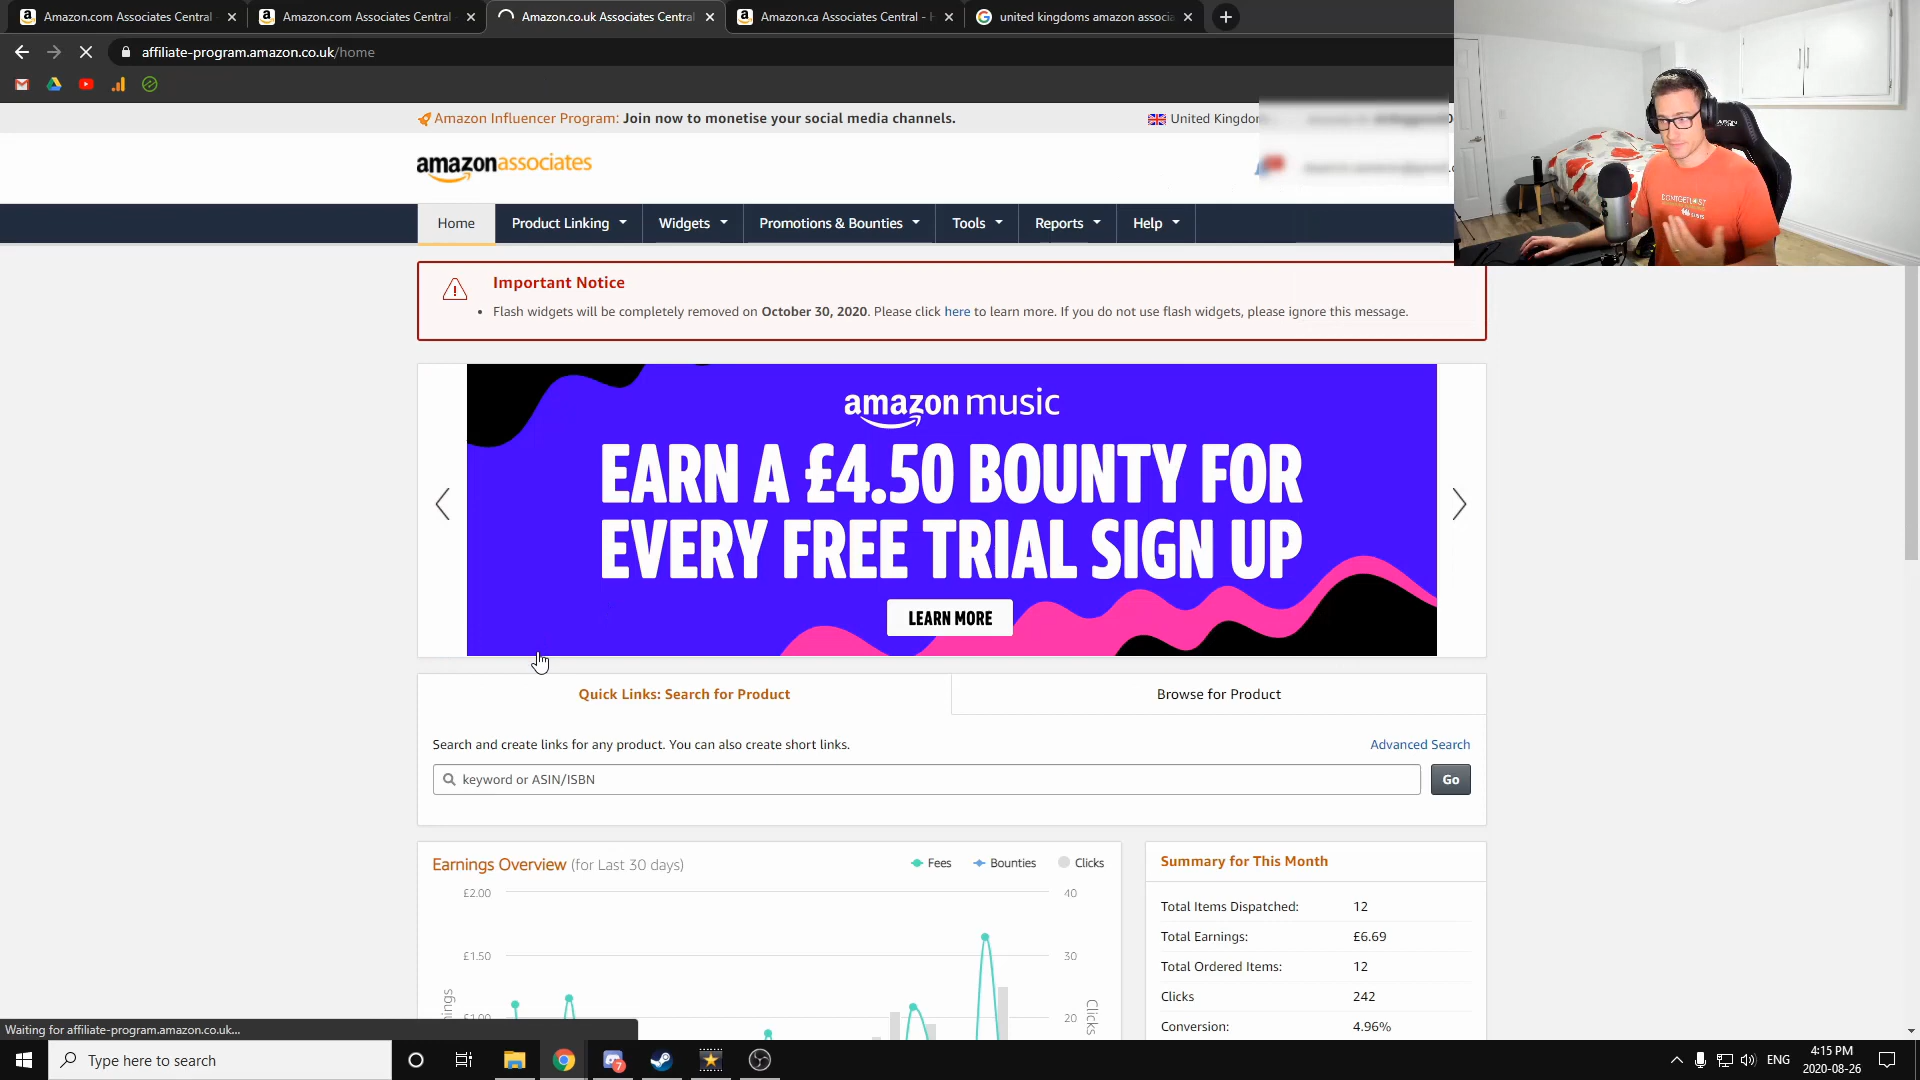 Amazon.com Associates Central
Amazon.com Associates Central
Amazon.co.uk Associates Central
Amazon.ca Associates Central - H
united kingdoms amazon associa
affiliate-program.amazon.co.uk/home
Amazon Influencer Program: Join now to monetise your social media channels.
United Kingdom
amazonassociates
Home
Product Linking
Widgets
Promotions & Bounties
Tools
Reports
Help
Important Notice
• Flash widgets will be completely removed on October 30, 2020. Please click here to learn more. If you do not use flash widgets, please ignore this message.
amazon music
EARN A £4.50 BOUNTY FOR
EVERY FREE TRIAL SIGN UP
LEARN MORE
Quick Links: Search for Product
Browse for Product
Search and create links for any product. You can also create short links.
Advanced Search
keyword or ASIN/ISBN
Go
Earnings Overview (for Last 30 days)
Fees
Bounties
Clicks
£2.00
40
£1.50
30
£1.00
20
Clicks
Summary for This Month
Total Items Dispatched: 12
Total Earnings: £6.69
Total Ordered Items: 12
Clicks 242
Conversion: 4.96%
Waiting for affiliate-program.amazon.co.uk...
Type here to search
7
ENG
4:15 PM
2020-08-26